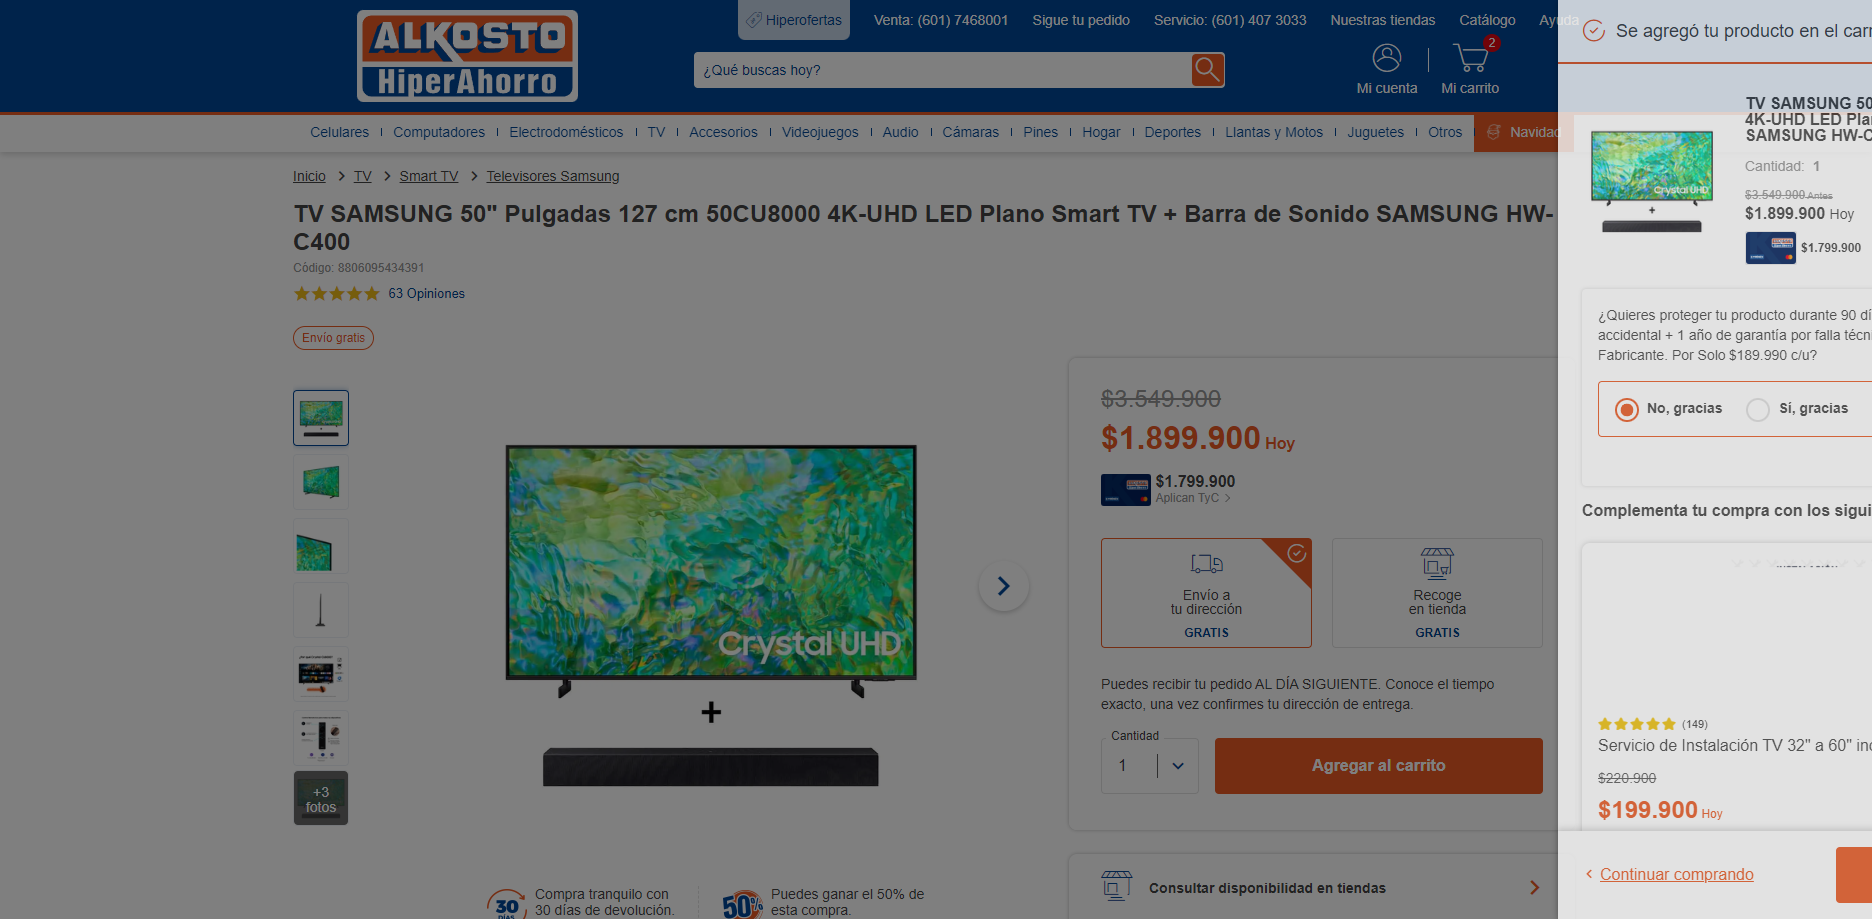 ALKOSTO
HiperAhorro
Hiperofertas
Venta: (601) 7468001
Sigue tu pedido
Servicio: (601) 407 3033
Nuestras tiendas
Catálogo
Ayuda
¿Qué buscas hoy?
Mi cuenta
2
Mi carrito
Celulares
Computadores
Electrodomésticos
TV
Accesorios
Videojuegos
Audio
Cámaras
Pines
Hogar
Deportes
Llantas y Motos
Juguetes
Otros
Navidad
Inicio > TV > Smart TV > Televisores Samsung
TV SAMSUNG 50" Pulgadas 127 cm 50CU8000 4K-UHD LED Plano Smart TV + Barra de Sonido SAMSUNG HW-
C400
Código: 8806095434391
63 Opiniones
Envío gratis
+3
fotos
Crystal UHD
+
$3.549.900
$1.899.900 Hoy
$1.799.900
Aplican TyC >
Envío a
tu dirección
GRATIS
Recoge
en tienda
GRATIS
Puedes recibir tu pedido AL DÍA SIGUIENTE. Conoce el tiempo
exacto, una vez confirmes tu dirección de entrega.
Cantidad
1
Agregar al carrito
Consultar disponibilidad en tiendas
30
DÍAS
Compra tranquilo con
30 días de devolución.
50%
Puedes ganar el 50% de
esta compra.
Se agregó tu producto en el carr
TV SAMSUNG 50
4K-UHD LED Pla
SAMSUNG HW-C
Crystal UHD
+
Cantidad: 1
$3.549.900 Antes
$1.899.900 Hoy
$1.799.900
¿Quieres proteger tu producto durante 90 dí
accidental + 1 año de garantía por falla técn
Fabricante. Por Solo $189.990 c/u?
No, gracias
Sí, gracias
Complementa tu compra con los sigui
(149)
Servicio de Instalación TV 32" a 60" inc
$220.900
$199.900 Hoy
Continuar comprando